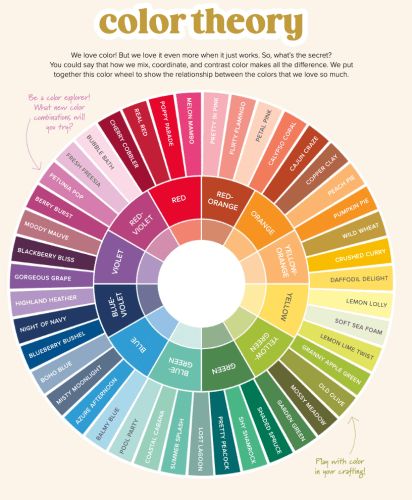 color theory
We love color! But we love it even more when it just works. So, what's the secret?
You could say that how we mix, coordinate, and contrast color makes all the difference. We put
together this color wheel to show the relationship between the colors that we love so much.
Be a color explorer!
What new color
combinations will
you try?
PRETTY IN PINK
FLIRTY FLAMINGO
PETAL PINK
CALYPSO CORAL
CAJUN CRAZE
COPPER CLAY
PEACH PIE
PUMPKIN PIE
WILD WHEAT
CRUSHED CURRY
DAFFODIL DELIGHT
LEMON LOLLY
SOFT SEA FOAM
LEMON LIME TWIST
GRANNY APPLE GREEN
OLD OLIVE
MOSSY MEADOW
GARDEN GREEN
SHADED SPRUCE
SHY SHAMROCK
PRETTY PEACOCK
LOST LAGOON
SUMMER SPLASH
COASTAL CABANA
POOL PARTY
BALMY BLUE
AZURE AFTERNOON
MISTY MOONLIGHT
BOHO BLUE
BLUEBERRY BUSHEL
NIGHT OF NAVY
HIGHLAND HEATHER
GORGEOUS GRAPE
BLACKBERRY BLISS
MOODY MAUVE
BERRY BURST
PETUNIA POP
FRESH FREESIA
BUBBLE BATH
CHERRY COBBLER
REAL RED
POPPY PARADE
MELON MAMBO
RED
RED-
ORANGE
ORANGE
YELLOW-
ORANGE
YELLOW
YELLOW-
GREEN
GREEN
BLUE-
GREEN
BLUE
BLUE-
VIOLET
VIOLET
RED-
VIOLET
Play with color
in your crafting!